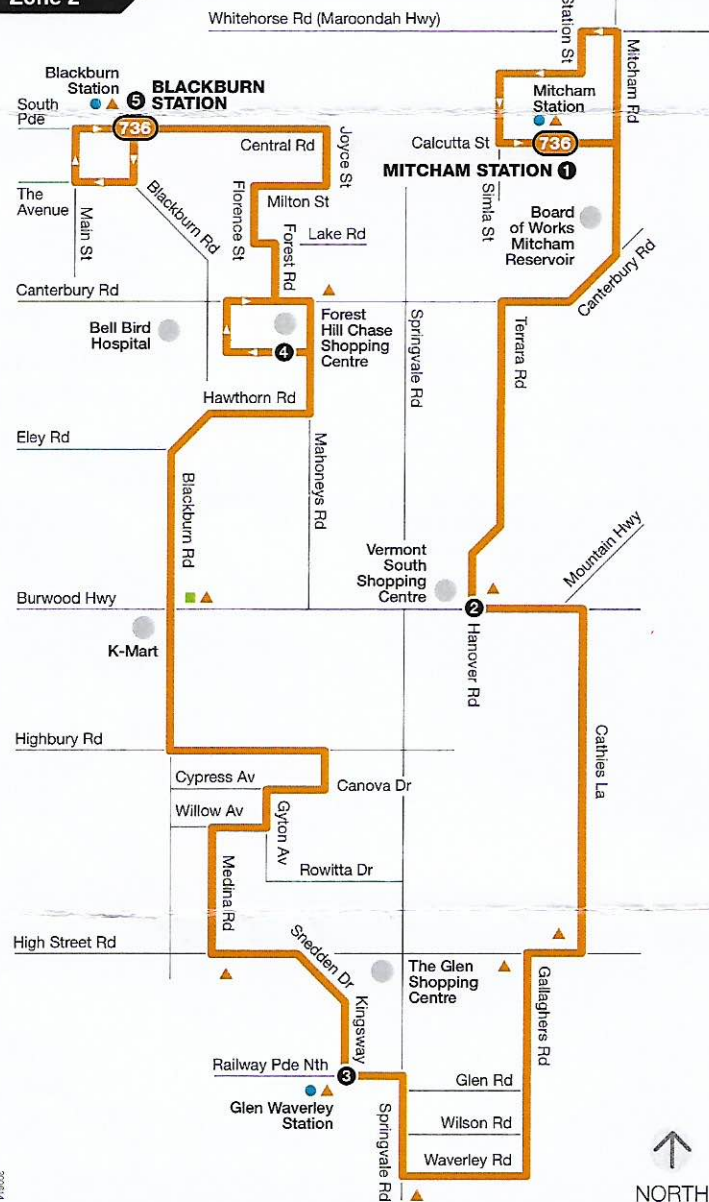 Zone 2
Whitehorse Rd (Maroondah Hwy)
Station St
Mitcham Rd
Blackburn
Station
5 BLACKBURN
STATION
South
Pde
736
Central Rd
Joyce St
Mitcham
Station
Calcutta St
736
MITCHAM STATION 1
The
Avenue
Main St
Blackburn Rd
Florence St
Milton St
Forest Rd
Lake Rd
Simla St
Board
of Works
Mitcham
Reservoir
Canterbury Rd
Canterbury Rd
Bell Bird
Hospital
4
Forest
Hill Chase
Shopping
Centre
Springvale Rd
Terrara Rd
Hawthorn Rd
Eley Rd
Blackburn Rd
Mahoneys Rd
Vermont
South
Shopping
Centre
Mountain Hwy
Burwood Hwy
2
Hanover Rd
K-Mart
Highbury Rd
Cathies La
Cypress Av
Canova Dr
Willow Av
Gyton Av
Medina Rd
Rowitta Dr
High Street Rd
Snedden Dr
The Glen
Shopping
Centre
Gallaghers Rd
Kingsway
Railway Pde Nth
3
Glen Rd
Glen Waverley
Station
Springvale Rd
Wilson Rd
Waverley Rd
NORTH